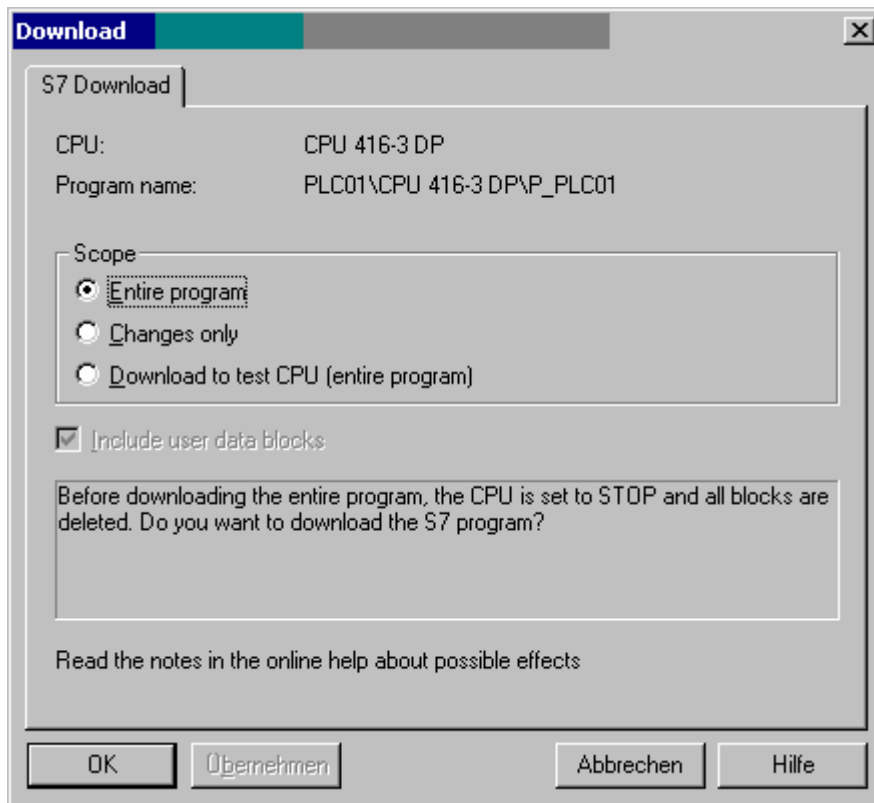 Download
S7 Download
CPU: CPU 416-3 DP
Program name: PLC01\CPU 416-3 DP\P_PLC01
Scope
Entire program
Changes only
Download to test CPU (entire program)
Include user data blocks
Before downloading the entire program, the CPU is set to STOP and all blocks are
deleted. Do you want to download the S7 program?
Read the notes in the online help about possible effects
OK Übernehmen Abbrechen Hilfe